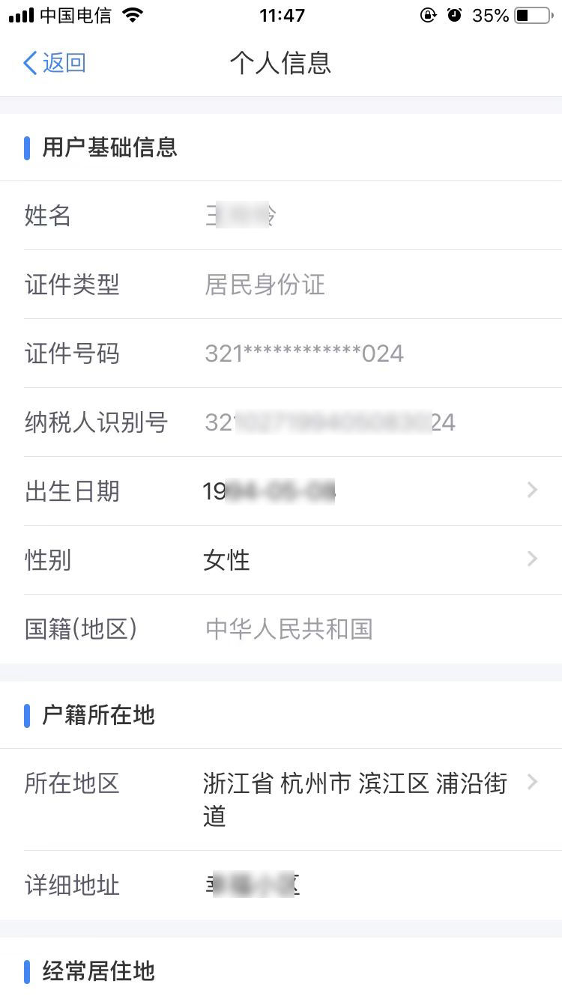 中国电信
11:47
35%
返回
个人信息
用户基础信息
姓名
证件类型 居民身份证
证件号码 321************024
纳税人识别号 32 24
出生日期 19
性别 女性
国籍(地区) 中华人民共和国
户籍所在地
所在地区 浙江省 杭州市 滨江区 浦沿街
道
详细地址
经常居住地